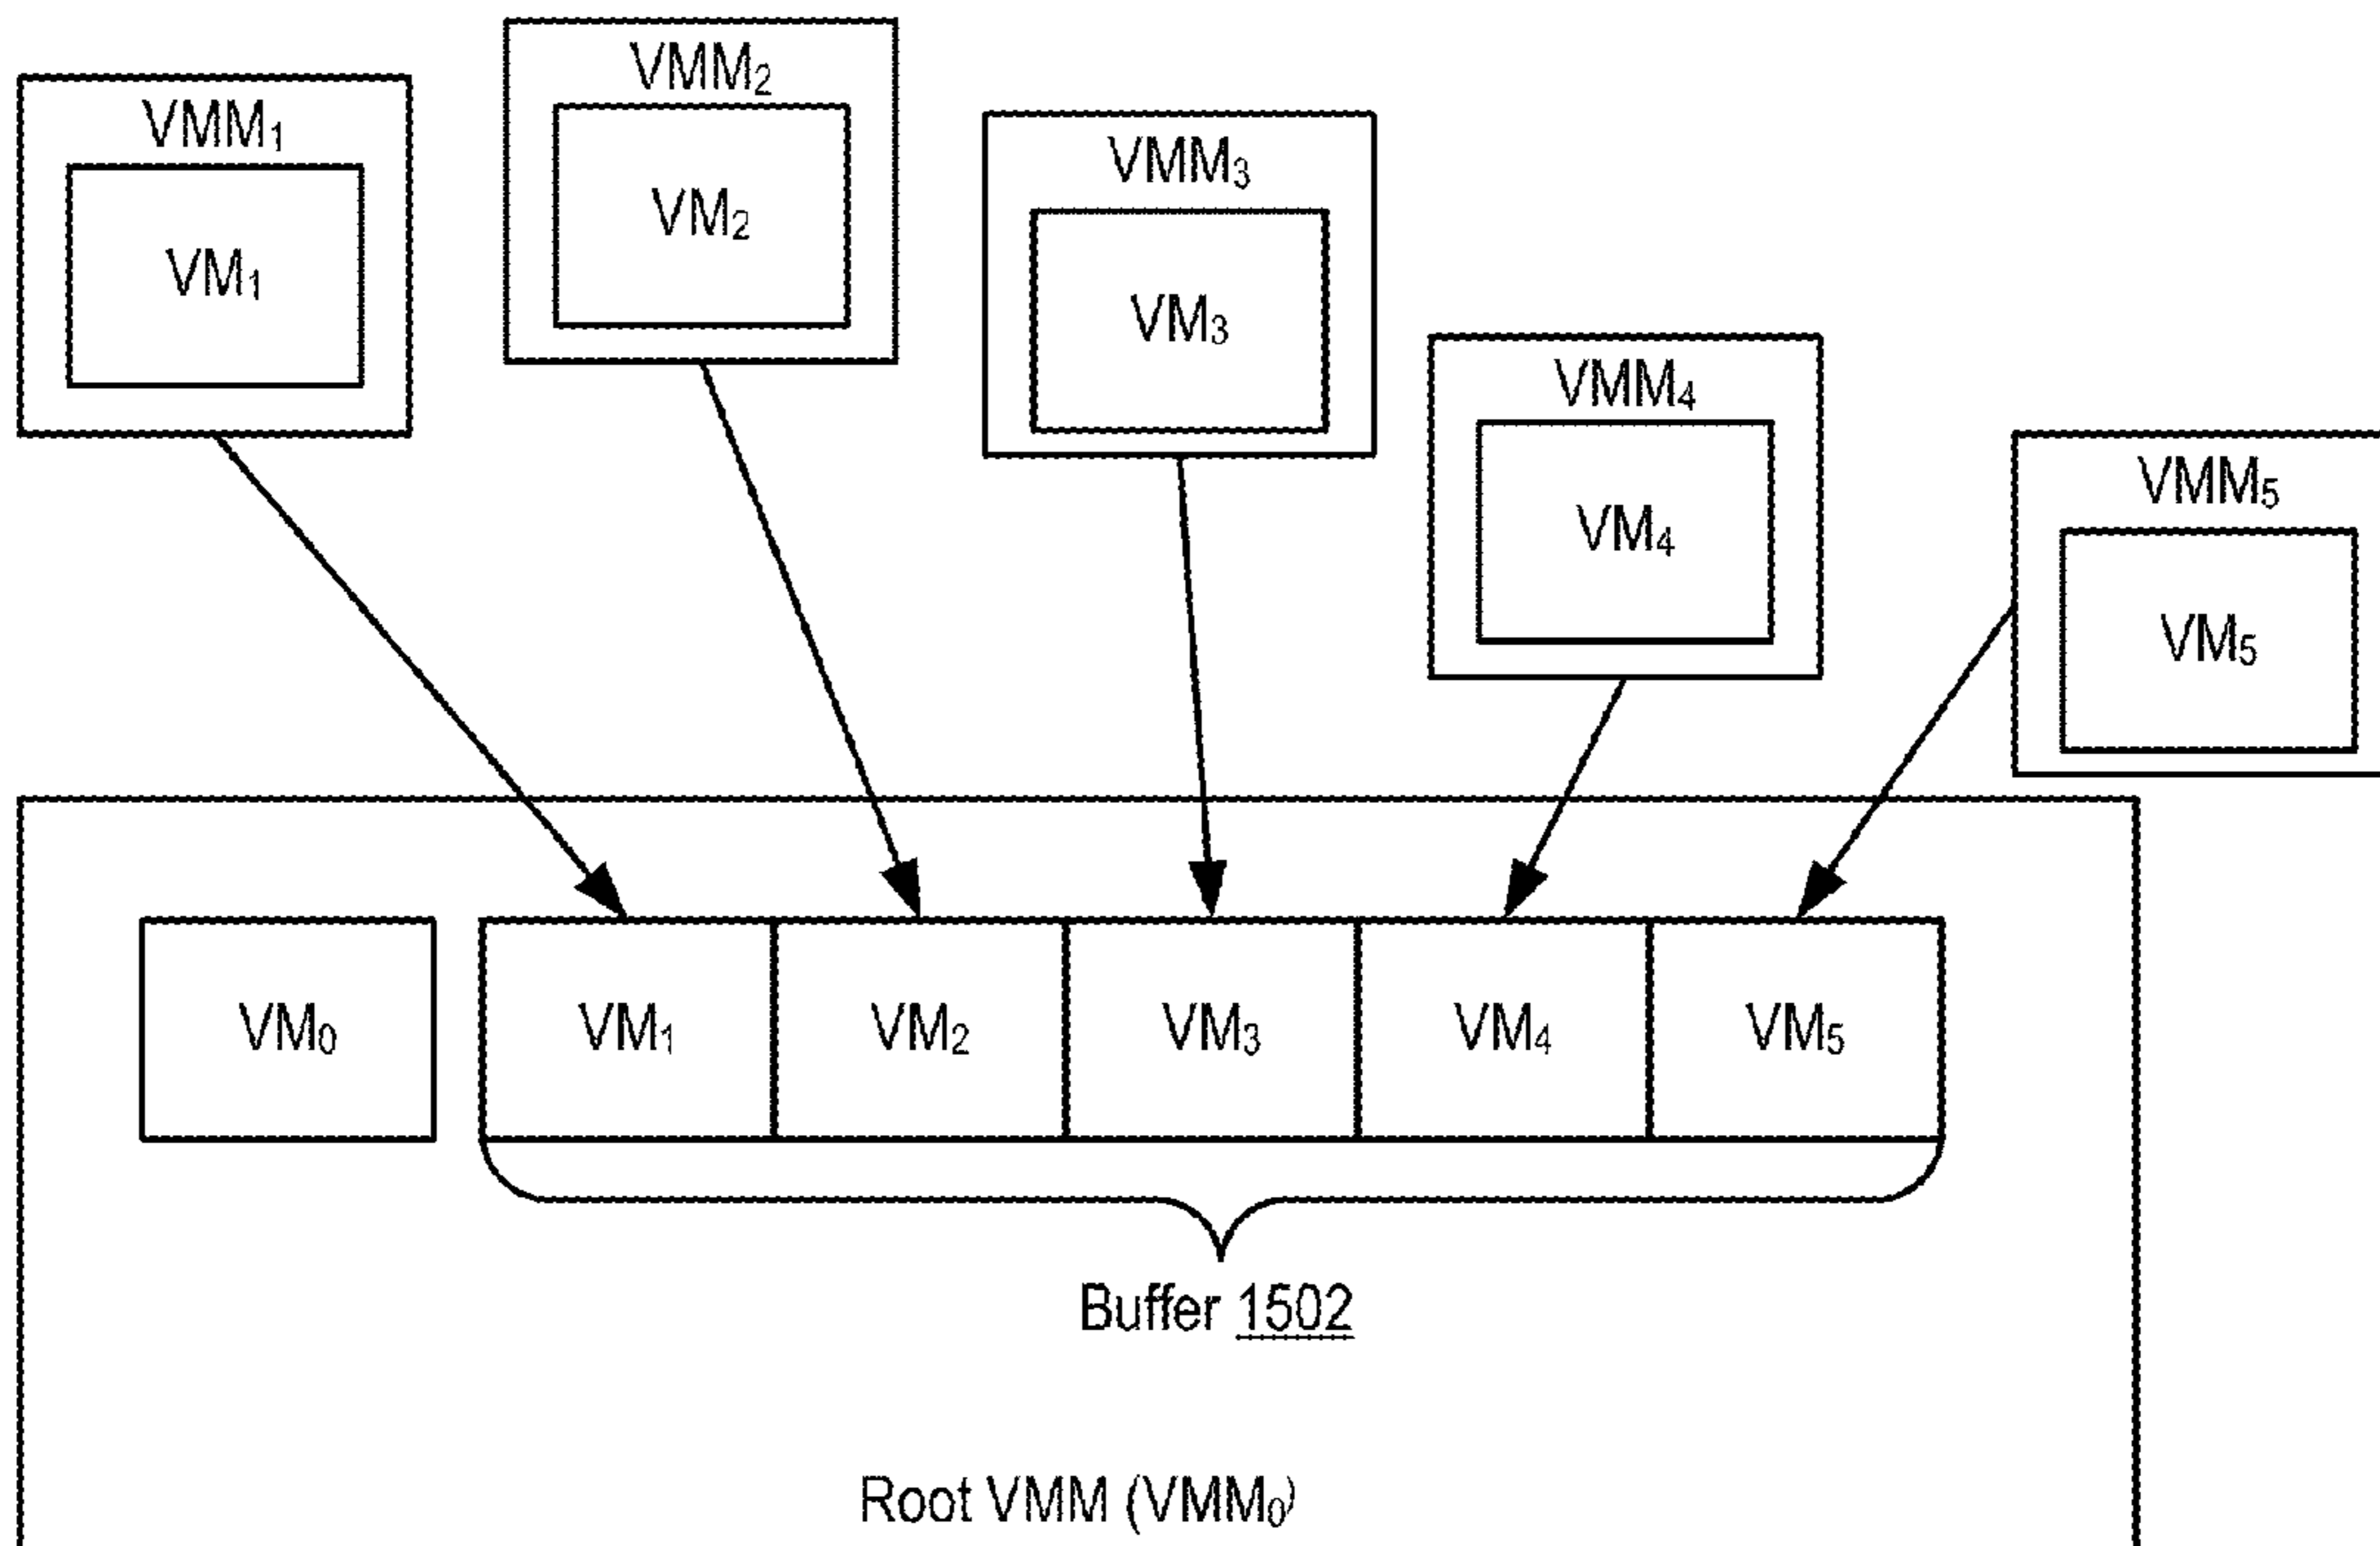 VMM₁
VM₁
VMM₂
VM₂
VMM₃
VM₃
VMM₄
VM₄
VMM₅
VM₅
VM₀ VM₁ VM₂ VM₃ VM₄ VM₅
Buffer 1502
Root VMM (VMM₀)